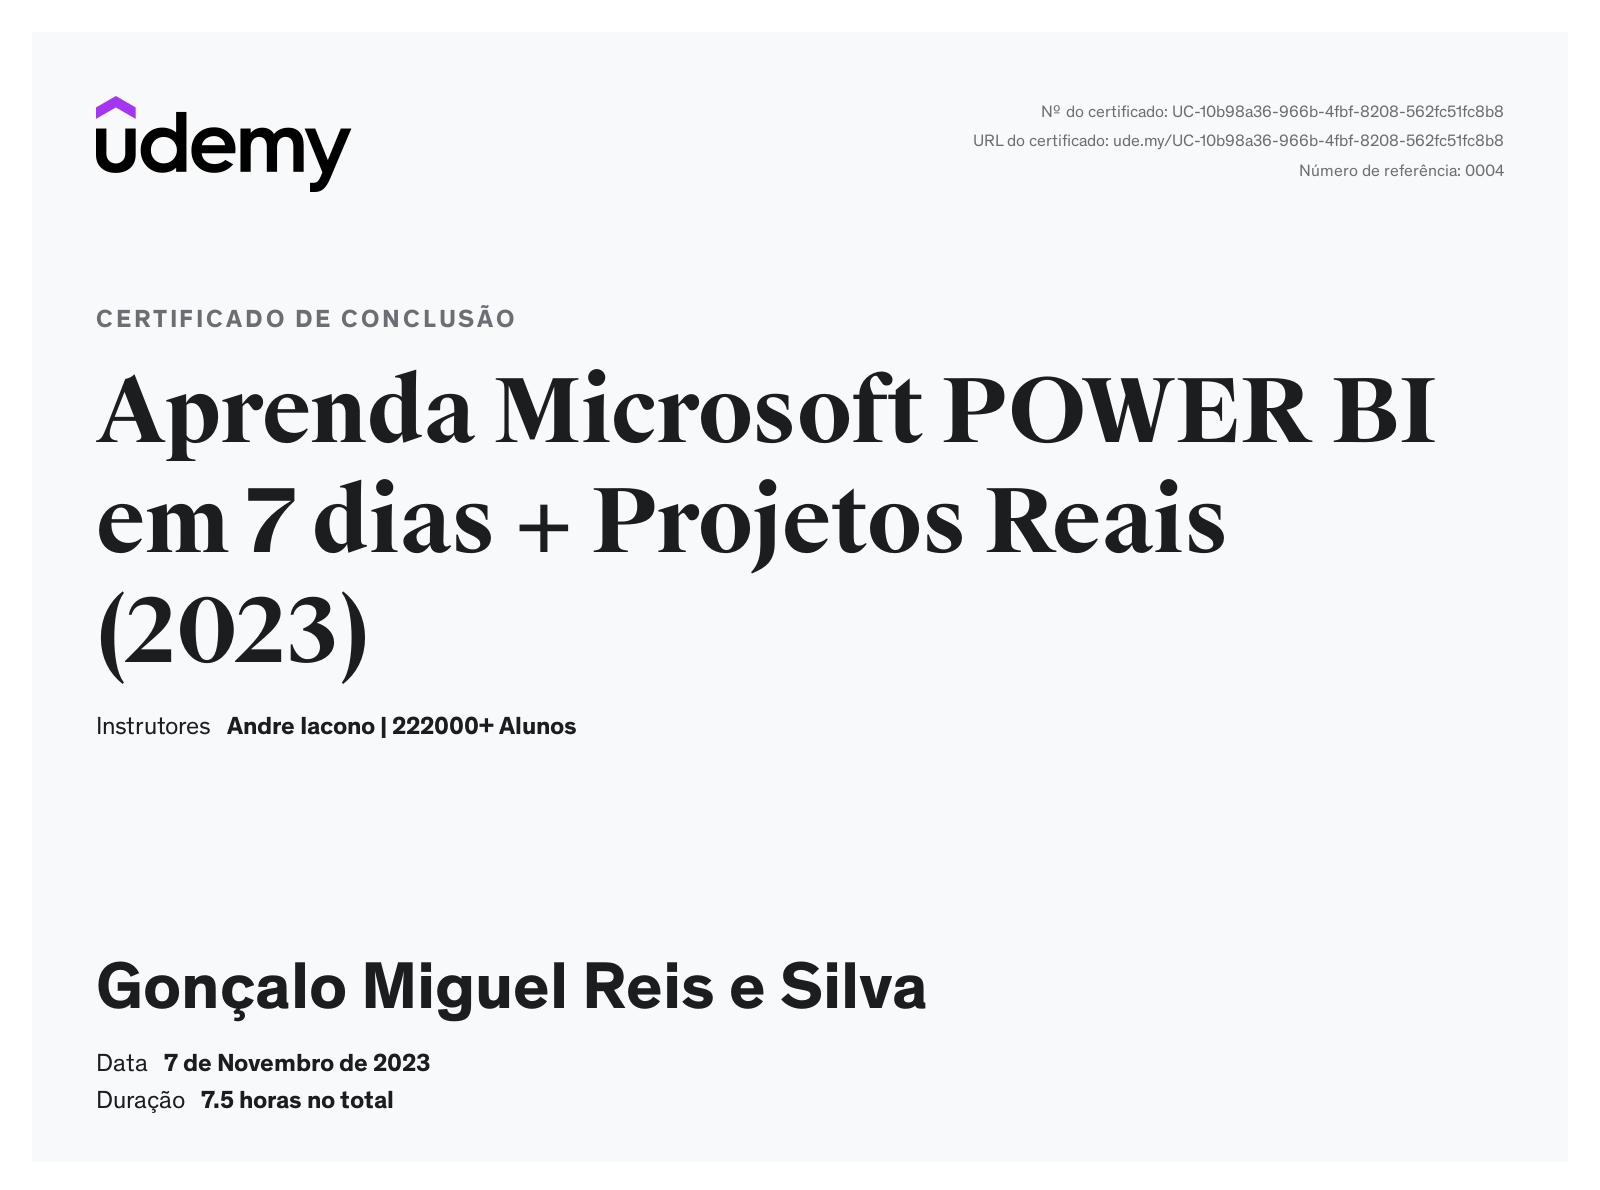 udemy
Nº do certificado: UC-10b98a36-966b-4fbf-8208-562fc51fc8b8
URL do certificado: ude.my/UC-10b98a36-966b-4fbf-8208-562fc51fc8b8
Número de referência: 0004
CERTIFICADO DE CONCLUSÃO
Aprenda Microsoft POWER BI
em 7 dias + Projetos Reais
(2023)
Instrutores Andre Iacono | 222000+ Alunos
Gonçalo Miguel Reis e Silva
Data 7 de Novembro de 2023
Duração 7.5 horas no total